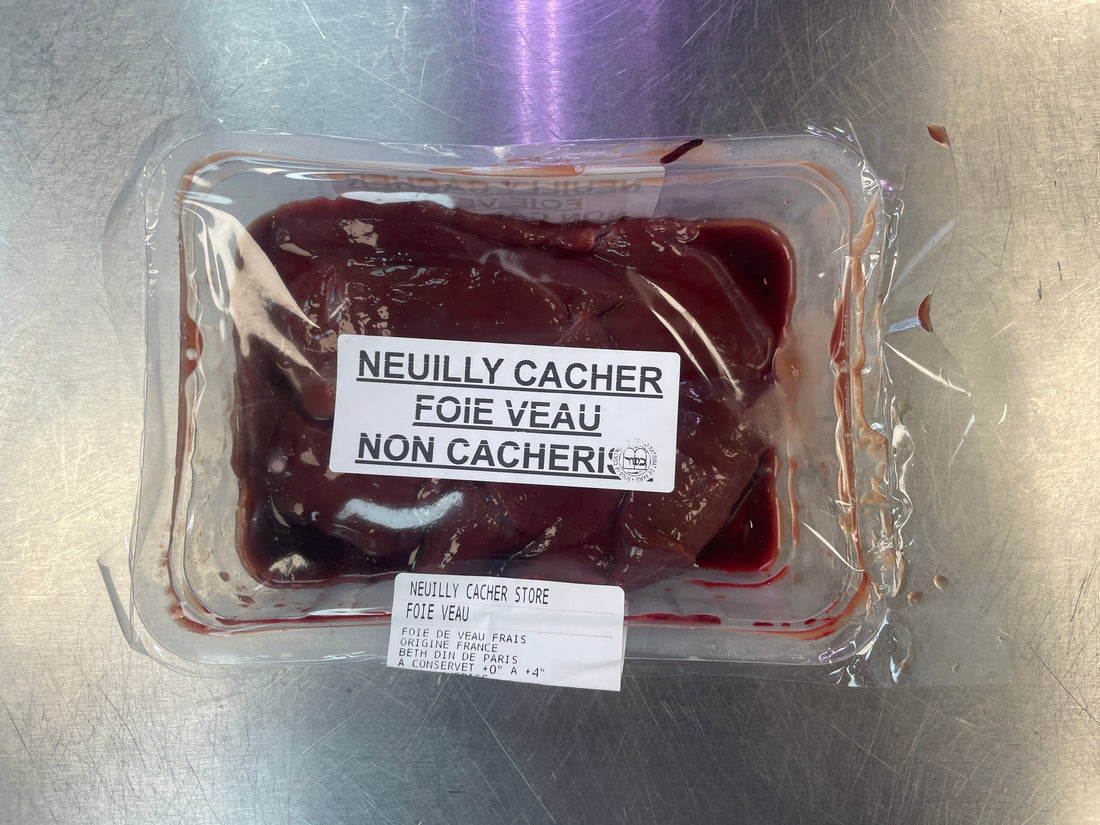 NEUILLY CACHER
FOIE VEAU
NON CACHERIS
NEUILLY CACHER STORE
FOIE VEAU
FOIE DE VEAU FRAIS
ORIGINE FRANCE
BETH DIN DE PARIS
A CONSERVET +0" A +4"